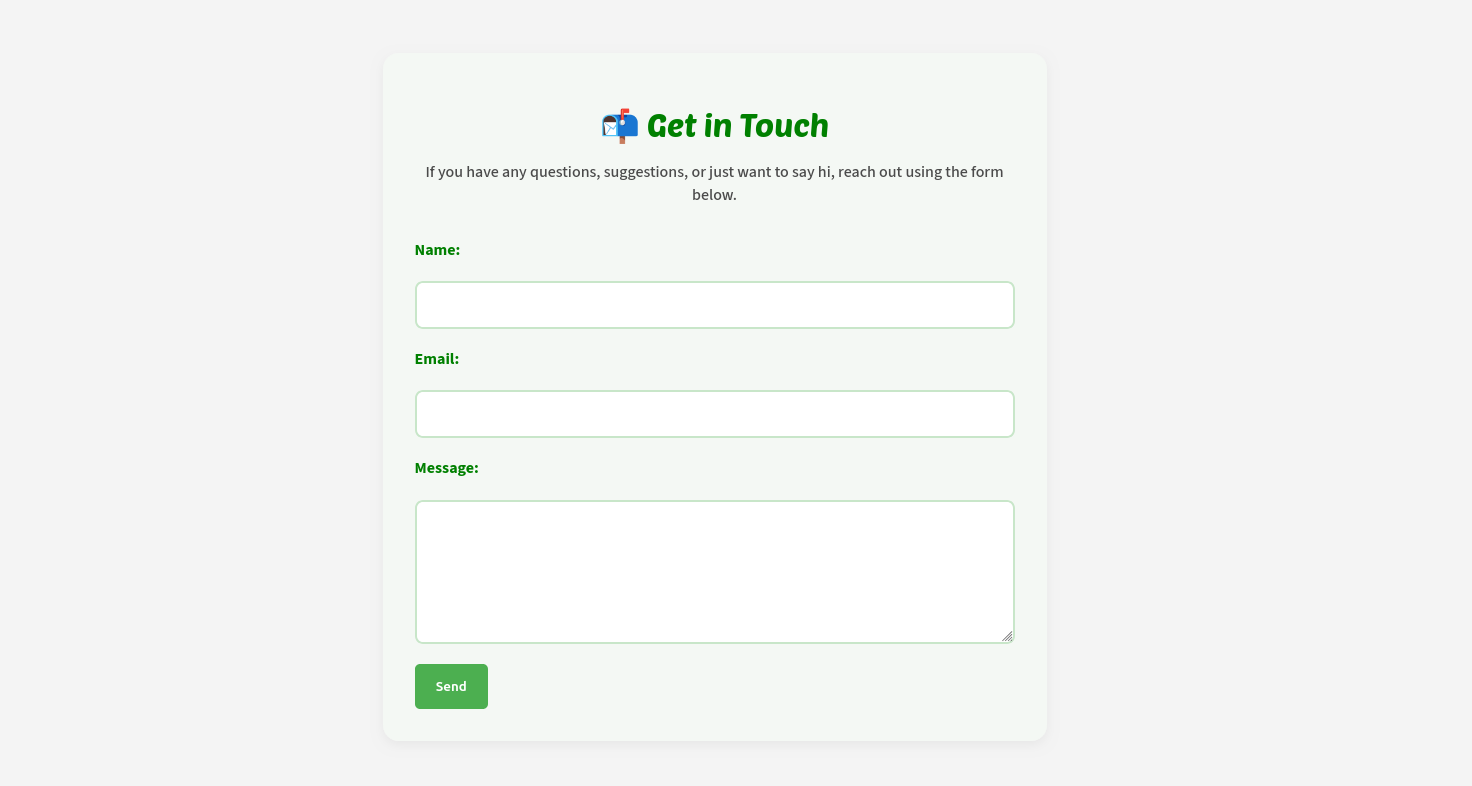 📬 Get in Touch
If you have any questions, suggestions, or just want to say hi, reach out using the form
below.
Name:
Email:
Message:
Send